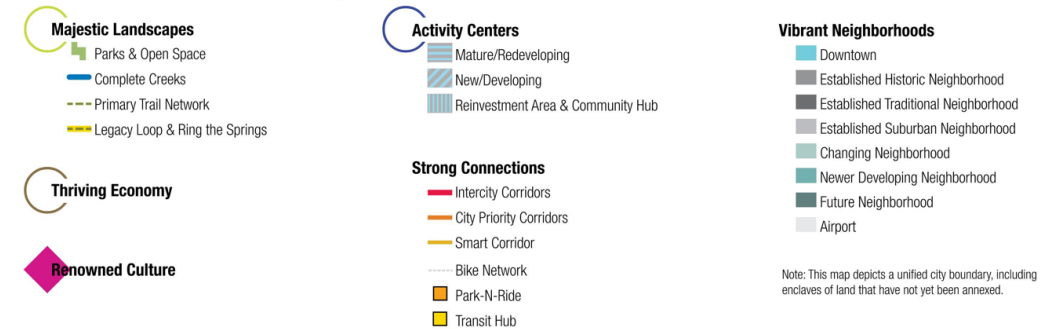 Majestic Landscapes
Parks & Open Space
Complete Creeks
Primary Trail Network
Legacy Loop & Ring the Springs
Thriving Economy
Renowned Culture
Activity Centers
Mature/Redeveloping
New/Developing
Reinvestment Area & Community Hub
Strong Connections
Intercity Corridors
City Priority Corridors
Smart Corridor
Bike Network
Park-N-Ride
Transit Hub
Vibrant Neighborhoods
Downtown
Established Historic Neighborhood
Established Traditional Neighborhood
Established Suburban Neighborhood
Changing Neighborhood
Newer Developing Neighborhood
Future Neighborhood
Airport
Note: This map depicts a unified city boundary, including
enclaves of land that have not yet been annexed.